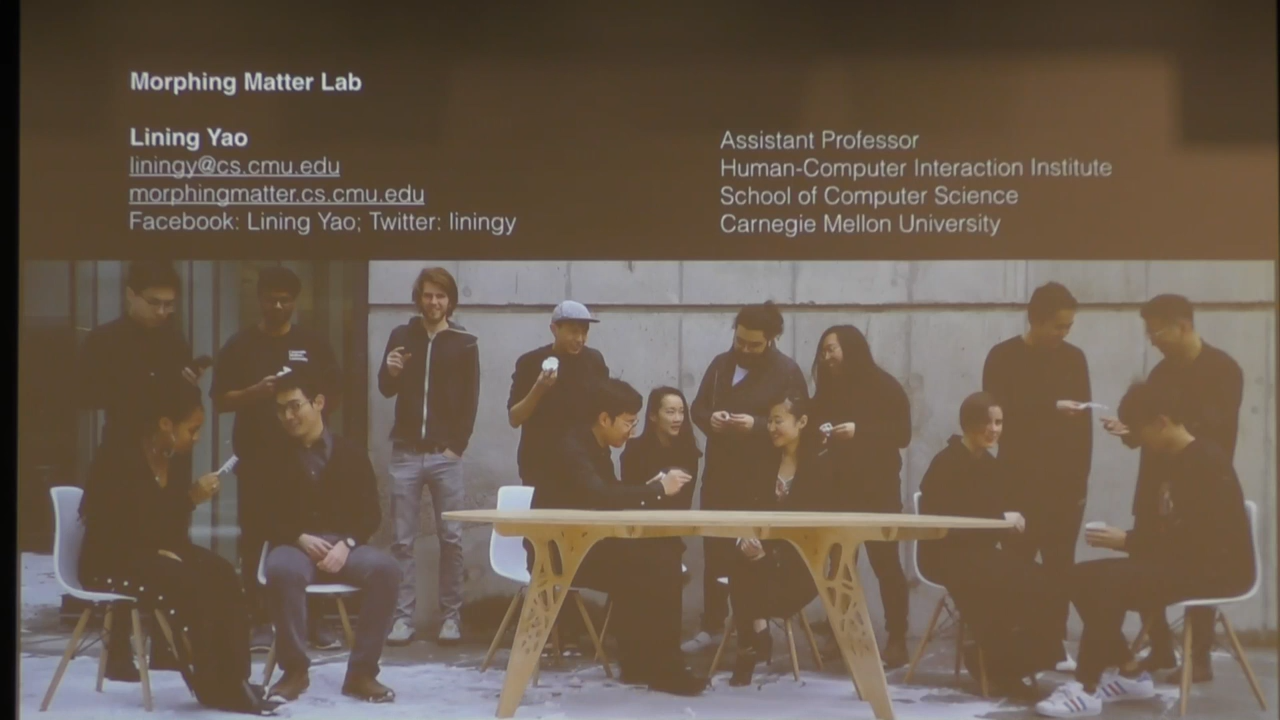 Morphing Matter Lab
Lining Yao
liningy@cs.cmu.edu
morphingmatter.cs.cmu.edu
Facebook: Lining Yao; Twitter: liningy
Assistant Professor
Human-Computer Interaction Institute
School of Computer Science
Carnegie Mellon University